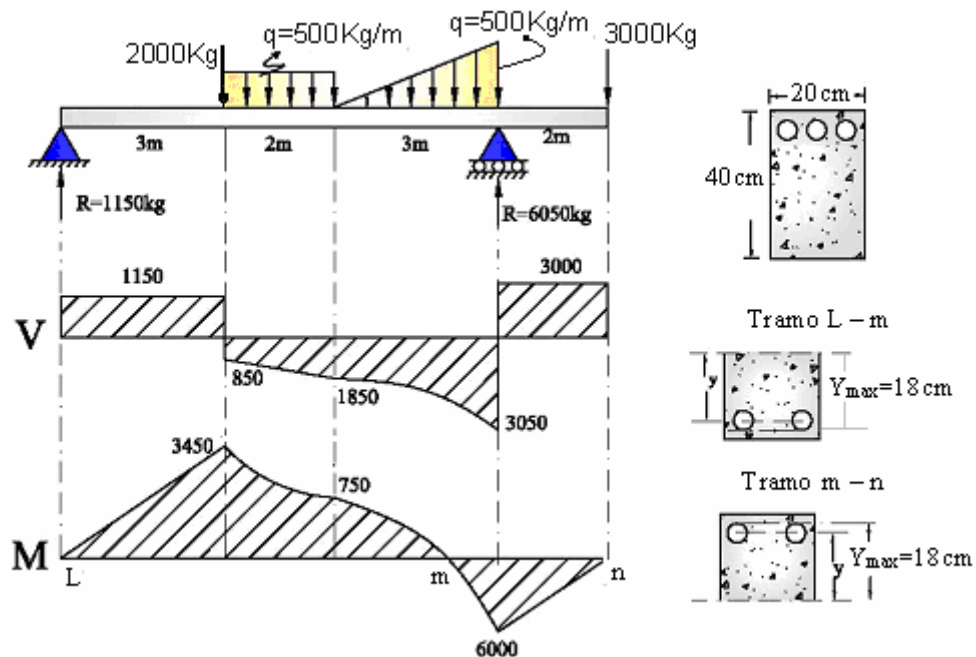 q=500Kg/m
q=500Kg/m
2000Kg
3000Kg
3m
2m
3m
2m
R=1150kg
R=6050kg
20 cm
40 cm
1150
3000
V
850
1850
3050
Tramo L - m
y
Ymax=18 cm
3450
750
M
L
m
n
6000
Tramo m - n
y
Ymax=18 cm